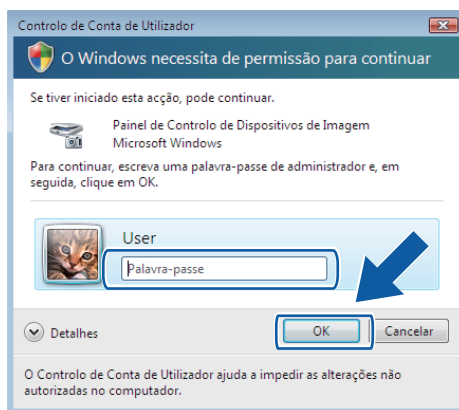 Controlo de Conta de Utilizador
O Windows necessita de permissão para continuar
Se tiver iniciado esta acção, pode continuar.
Painel de Controlo de Dispositivos de Imagem
Microsoft Windows
Para continuar, escreva uma palavra-passe de administrador e, em
seguida, clique em OK.
User
Palavra-passe
Detalhes
OK
Cancelar
O Controlo de Conta de Utilizador ajuda a impedir as alterações não
autorizadas no computador.